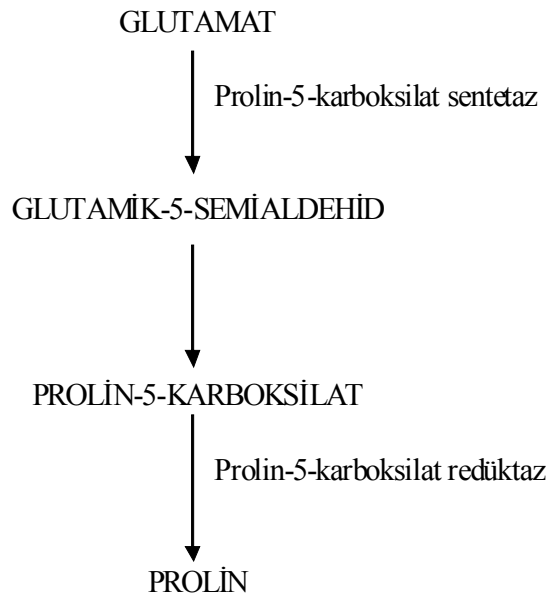 GLUTAMAT
Prolin-5-karboksilat sentetaz
GLUTAMİK-5-SEMİALDEHİD
PROLİN-5-KARBOKSİLAT
Prolin-5-karboksilat redüktaz
PROLİN